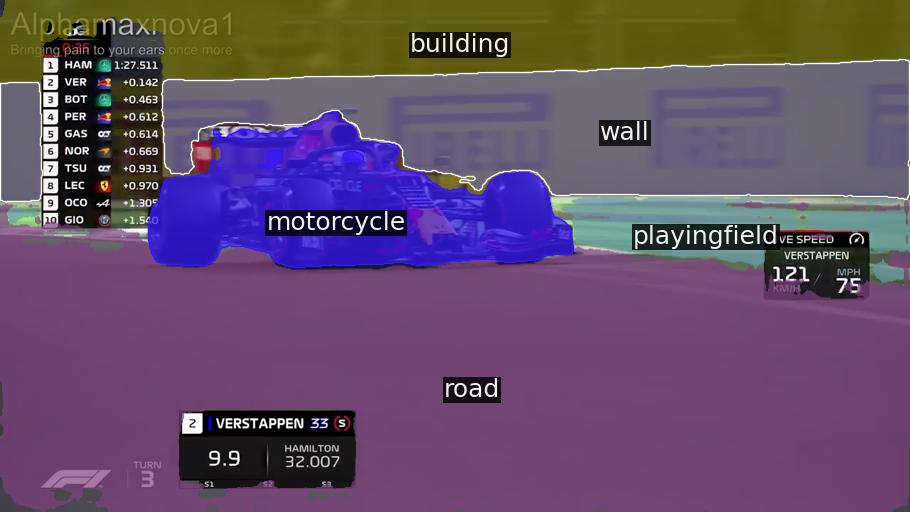 Alphamaxnova1
Bringing pain to your ears once more
1 HAM 1:27.511
2 VER +0.142
3 BOT +0.463
4 PER +0.612
5 GAS +0.614
6 NOR +0.669
7 TSU +0.931
8 LEC +0.970
9 OCO +1.305
10 GIO +1.540
building
wall
motorcycle
playingfield
VE SPEED
VERSTAPPEN
121 / MPH
KM/H 75
road
2 VERSTAPPEN 33 S
9.9 HAMILTON
32.007
S1 S2 S3
F1 TURN
3